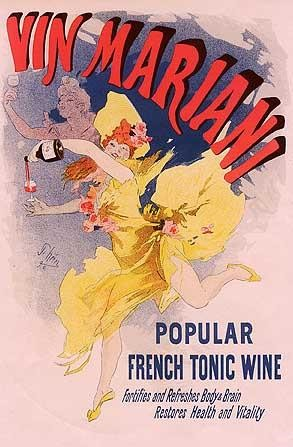 VIN MARIANI
POPULAR
FRENCH TONIC WINE
Fortifies and Refreshes Body & Brain
Restores Health and Vitality